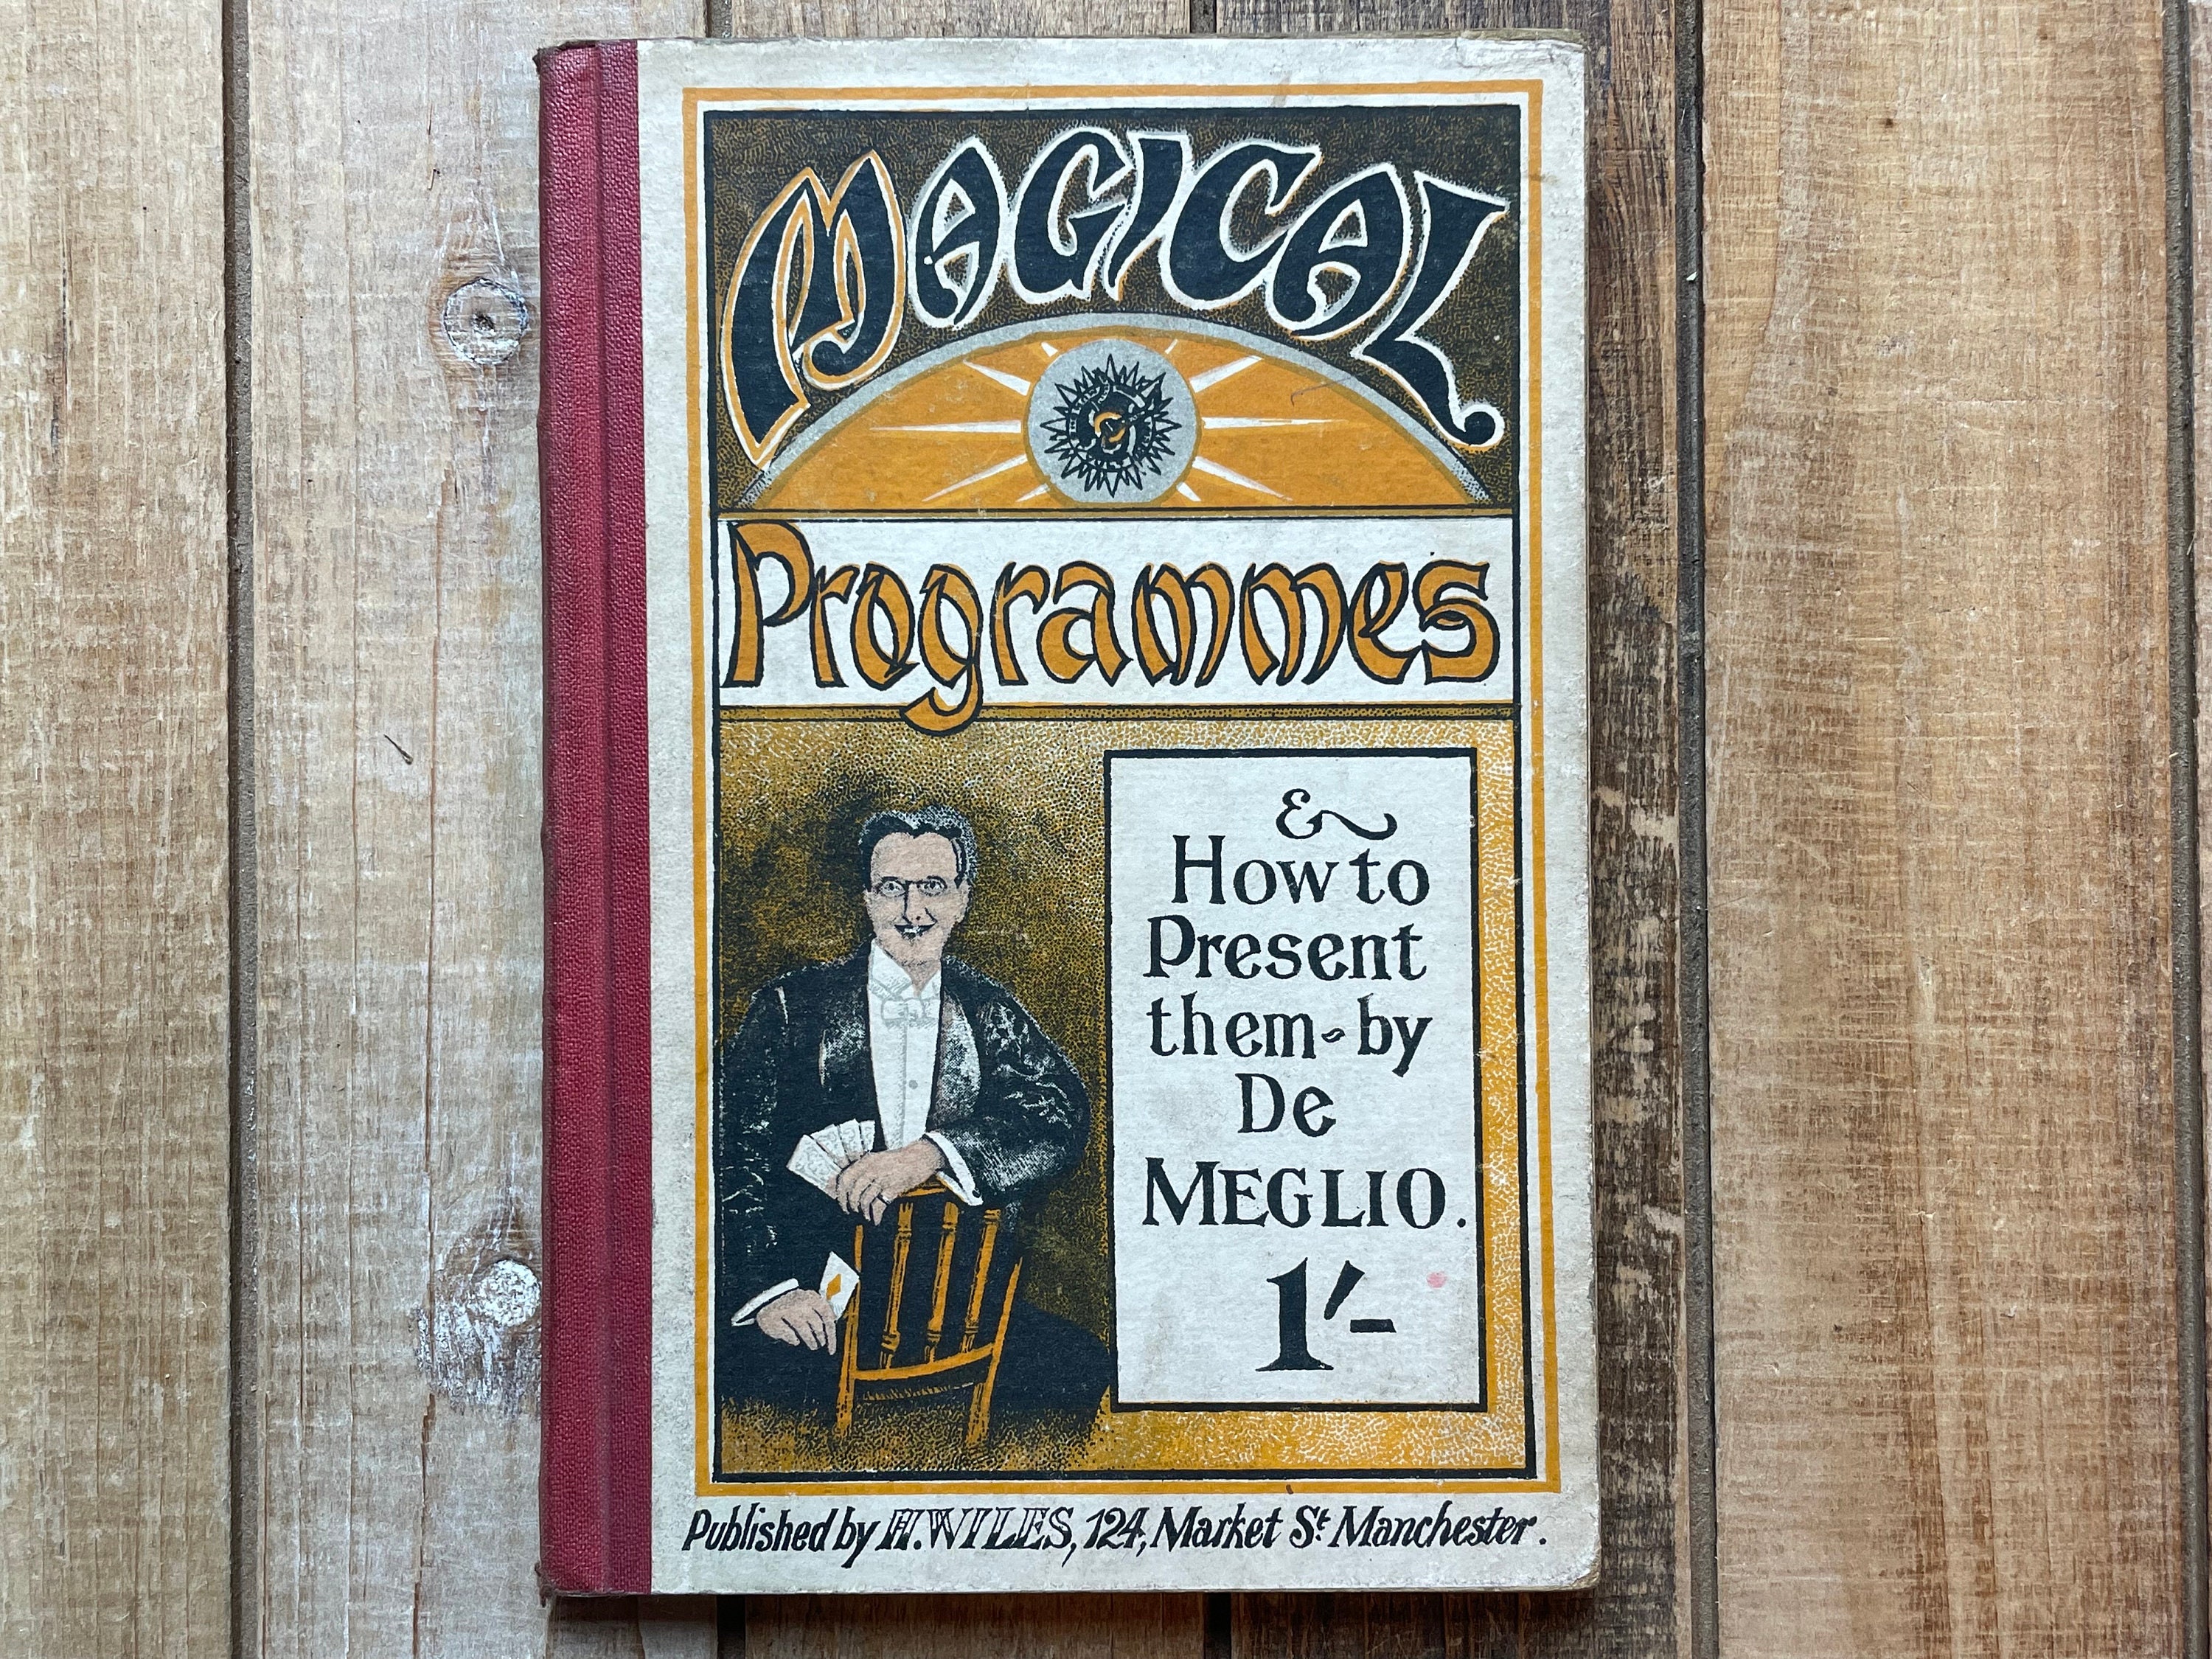 MAGICAL
Programmes
&
How to
Present
them-by
De
MEGLIO.
1/-
Published by H. WILES, 124, Market St Manchester.